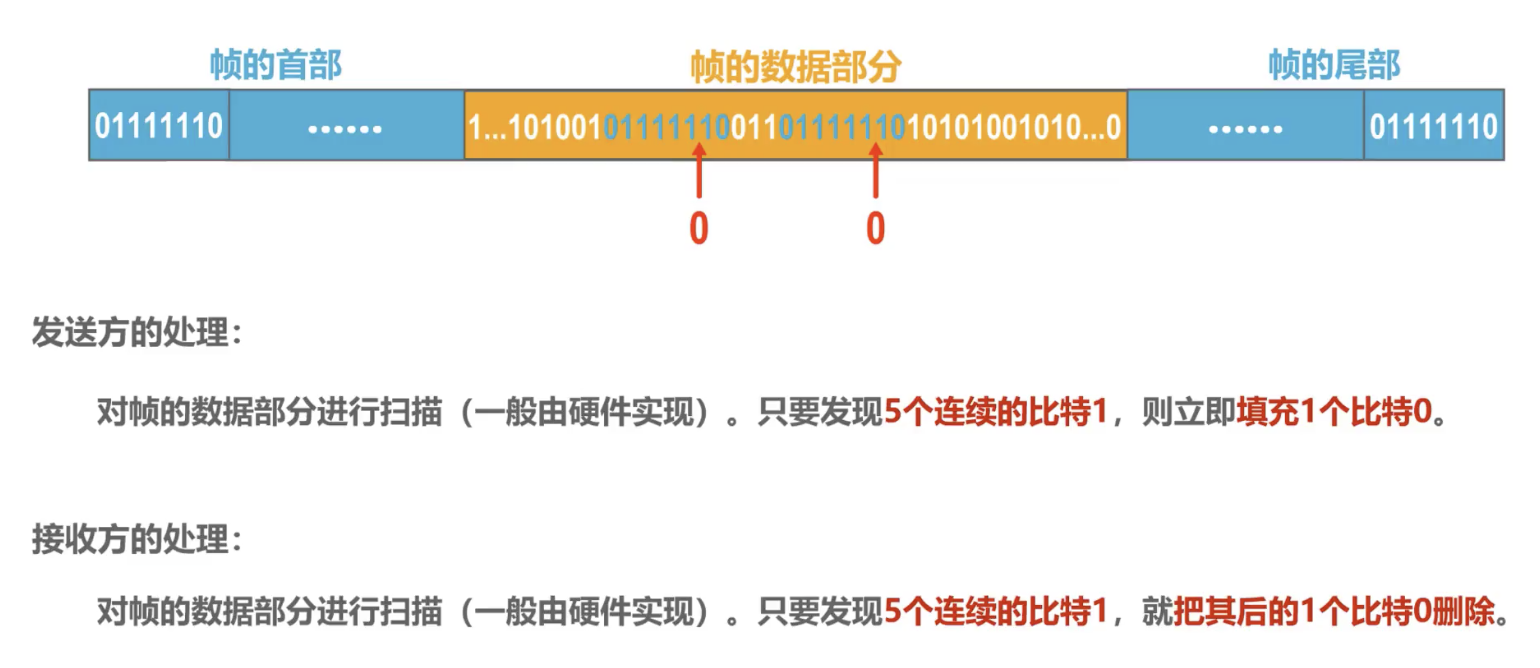 帧的首部 帧的数据部分 帧的尾部
01111110 …… 1...10100101111110011011111101010100​1010...0 …… 01111110
0 0
发送方的处理：
对帧的数据部分进行扫描（一般由硬件实现）。只要发现5个连续的比特1，则立即填充1个比特0。
接收方的处理：
对帧的数据部分进行扫描（一般由硬件实现）。只要发现5个连续的比特1，就把其后的1个比特0删除。